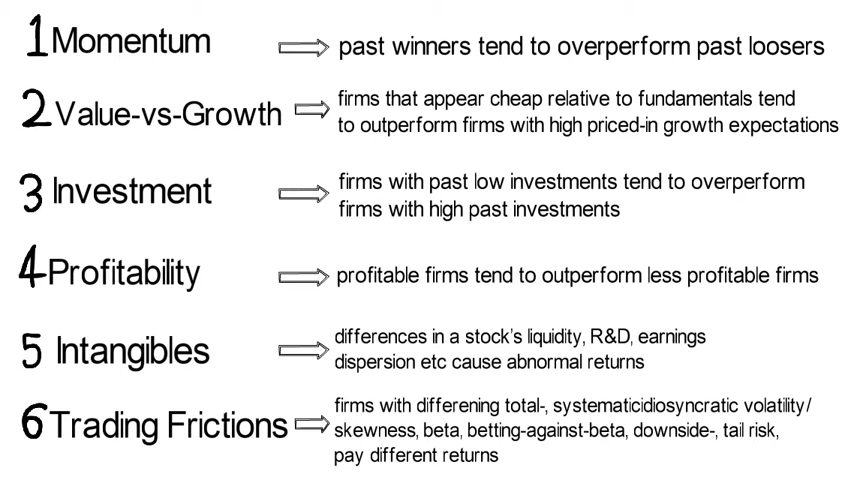 1 Momentum
past winners tend to overperform past loosers
2 Value-vs-Growth
firms that appear cheap relative to fundamentals tend
to outperform firms with high priced-in growth expectations
3 Investment
firms with past low investments tend to overperform
firms with high past investments
4 Profitability
profitable firms tend to outperform less profitable firms
5 Intangibles
differences in a stock's liquidity, R&D, earnings
dispersion etc cause abnormal returns
6 Trading Frictions
firms with differening total-, systematicidiosyncratic volatility/
skewness, beta, betting-against-beta, downside-, tail risk,
pay different returns